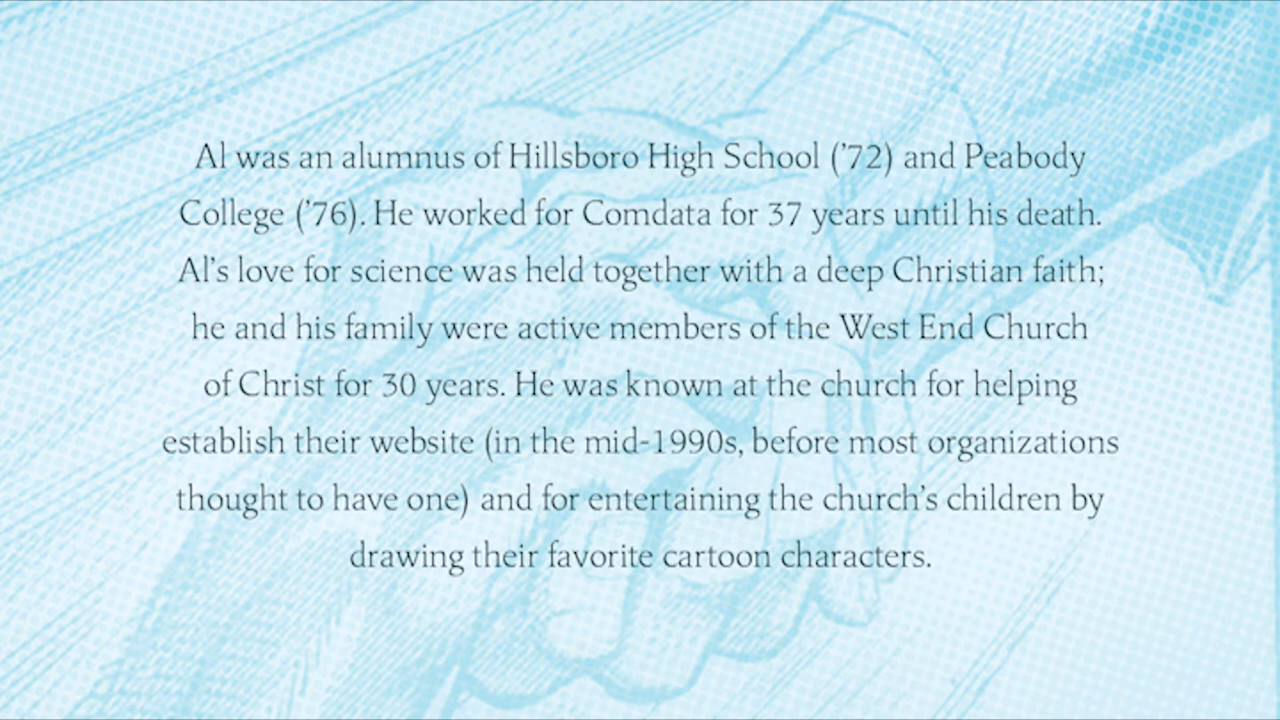 Al was an alumnus of Hillsboro High School (’72) and Peabody
College (’76). He worked for Comdata for 37 years until his death.
Al’s love for science was held together with a deep Christian faith;
he and his family were active members of the West End Church
of Christ for 30 years. He was known at the church for helping
establish their website (in the mid-1990s, before most organizations
thought to have one) and for entertaining the church’s children by
drawing their favorite cartoon characters.